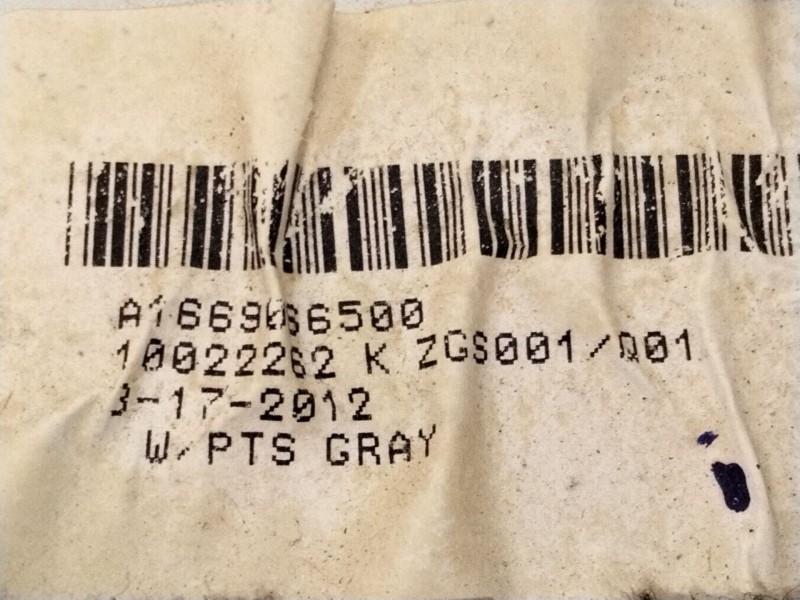 A1669066500
10022262 K ZGS001/Q01
3-17-2012
W/PTS GRAY